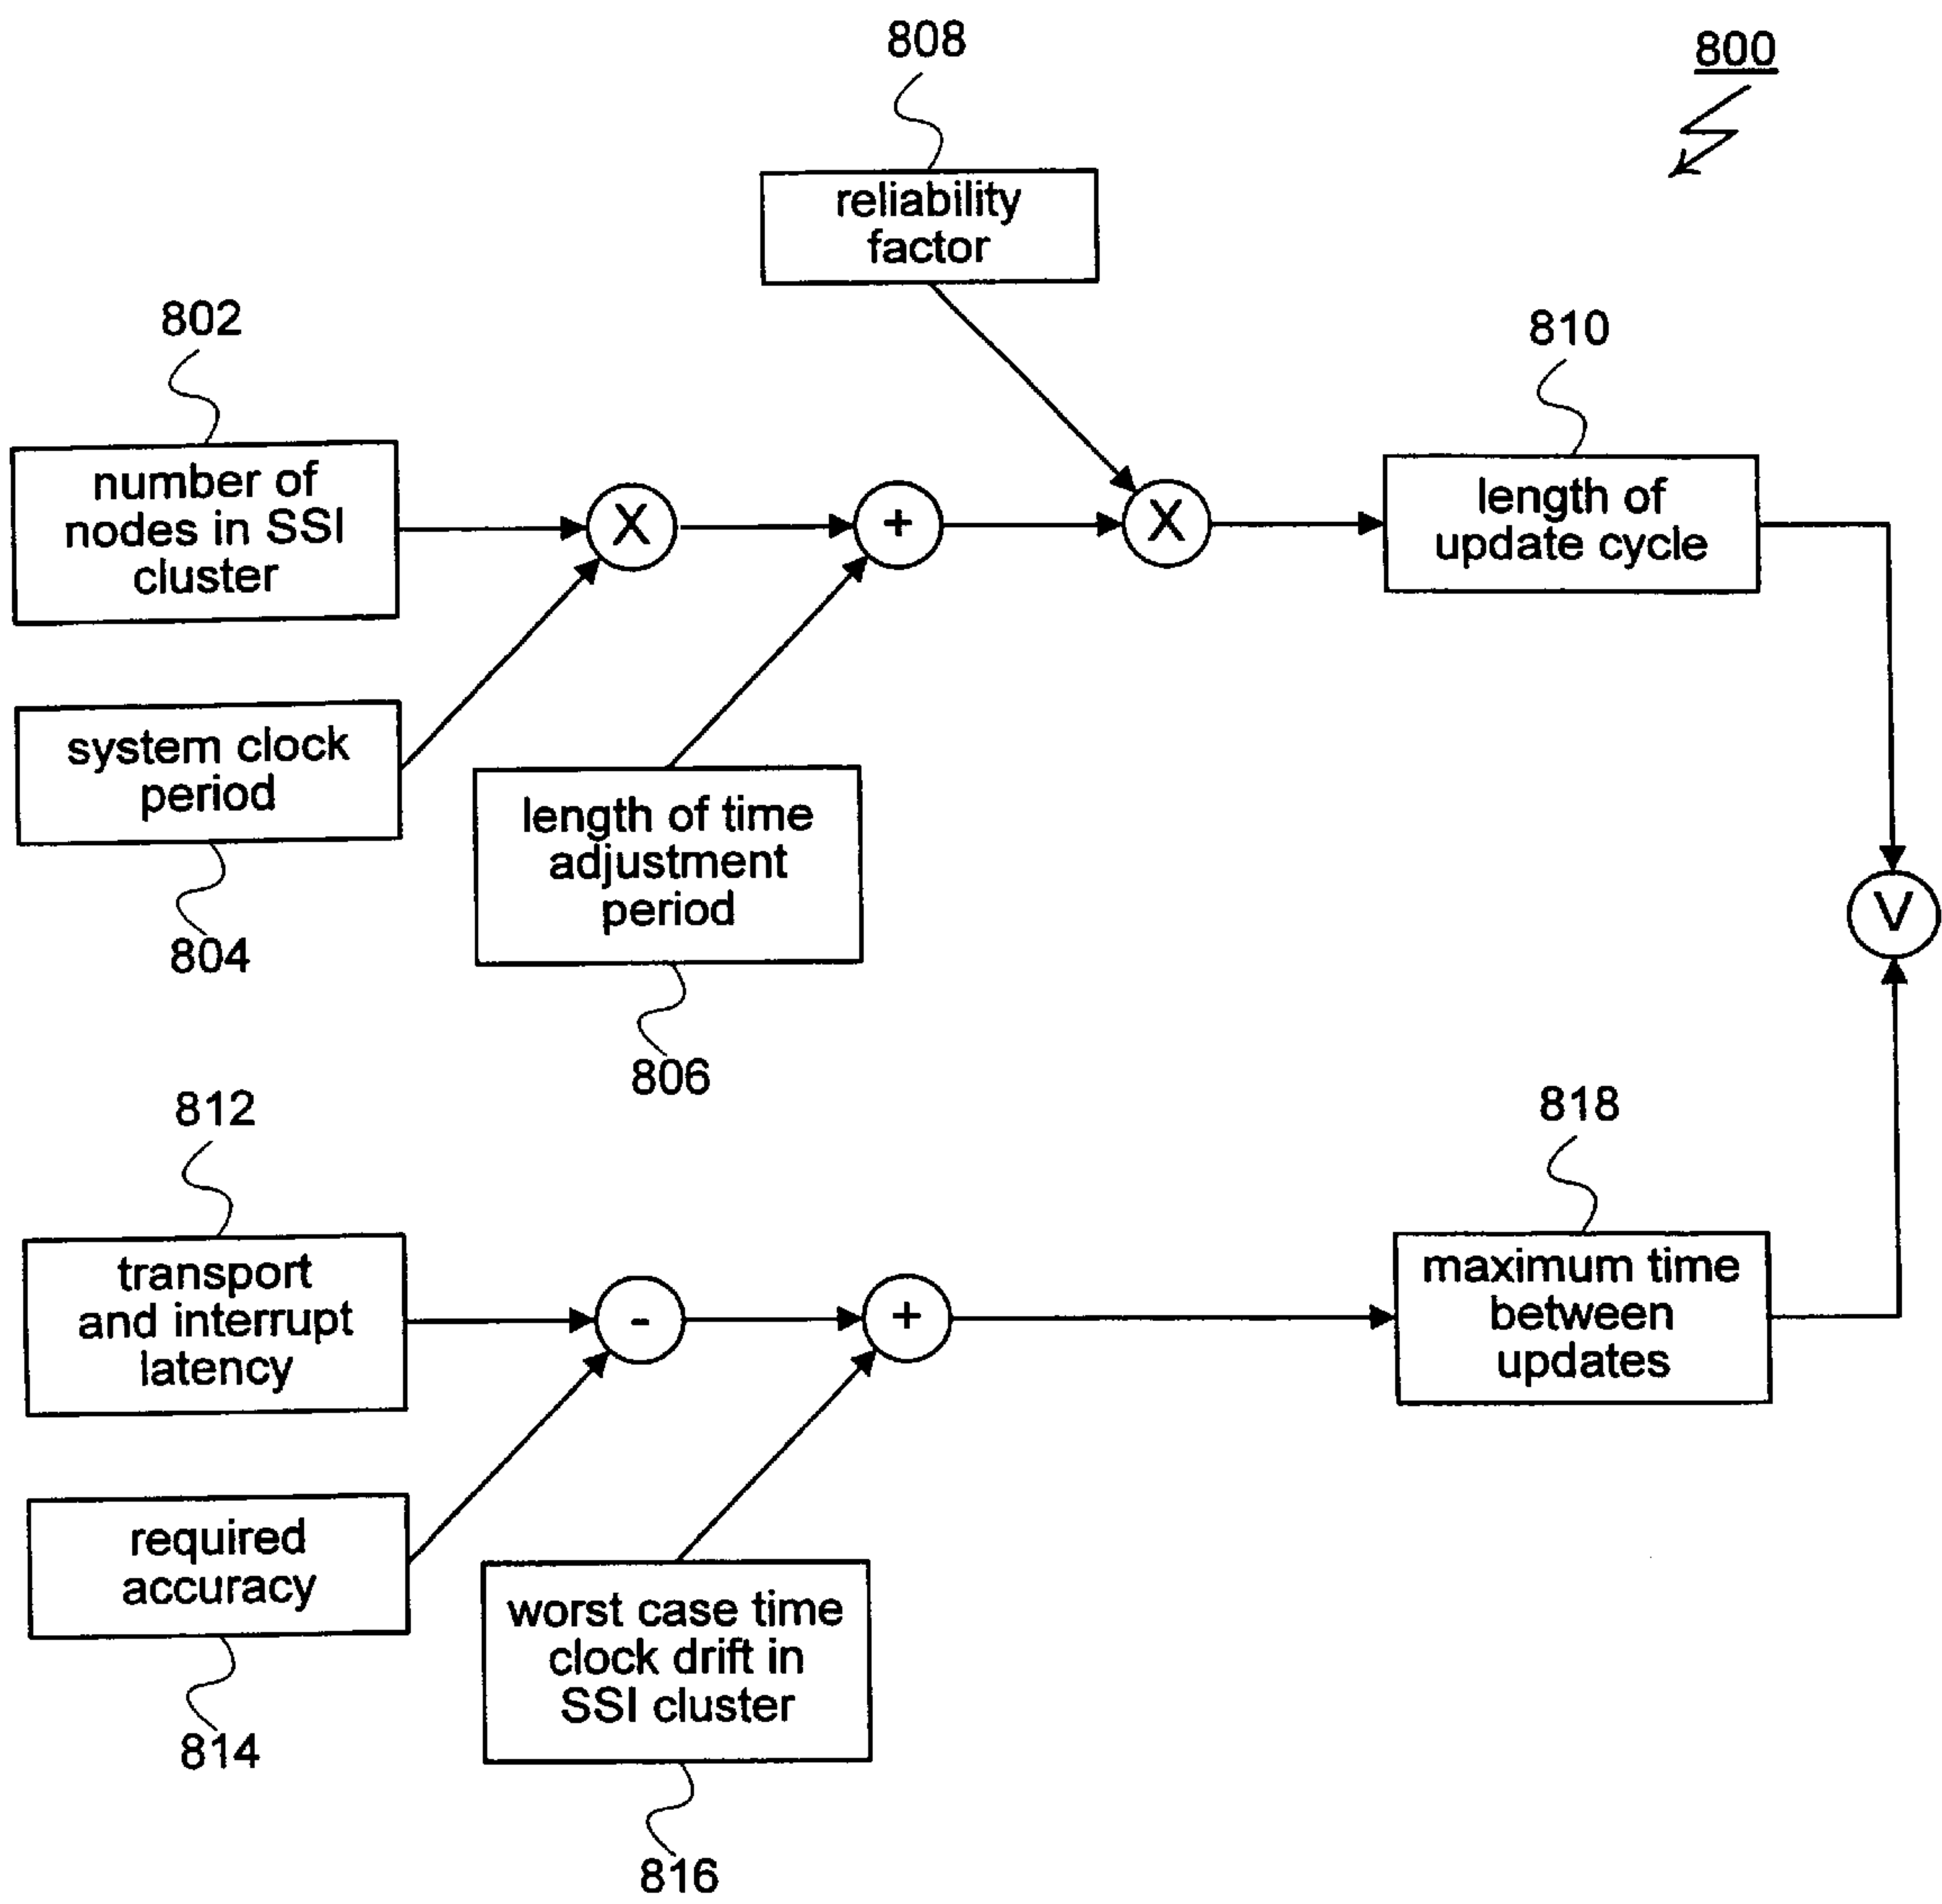 808
800
reliability
factor
802
810
number of
nodes in SSI
cluster
X
+
X
length of
update cycle
system clock
period
length of time
adjustment
period
804
V
806
812
818
transport
and interrupt
latency
-
+
maximum time
between
updates
required
accuracy
worst case time
clock drift in
SSI cluster
814
816